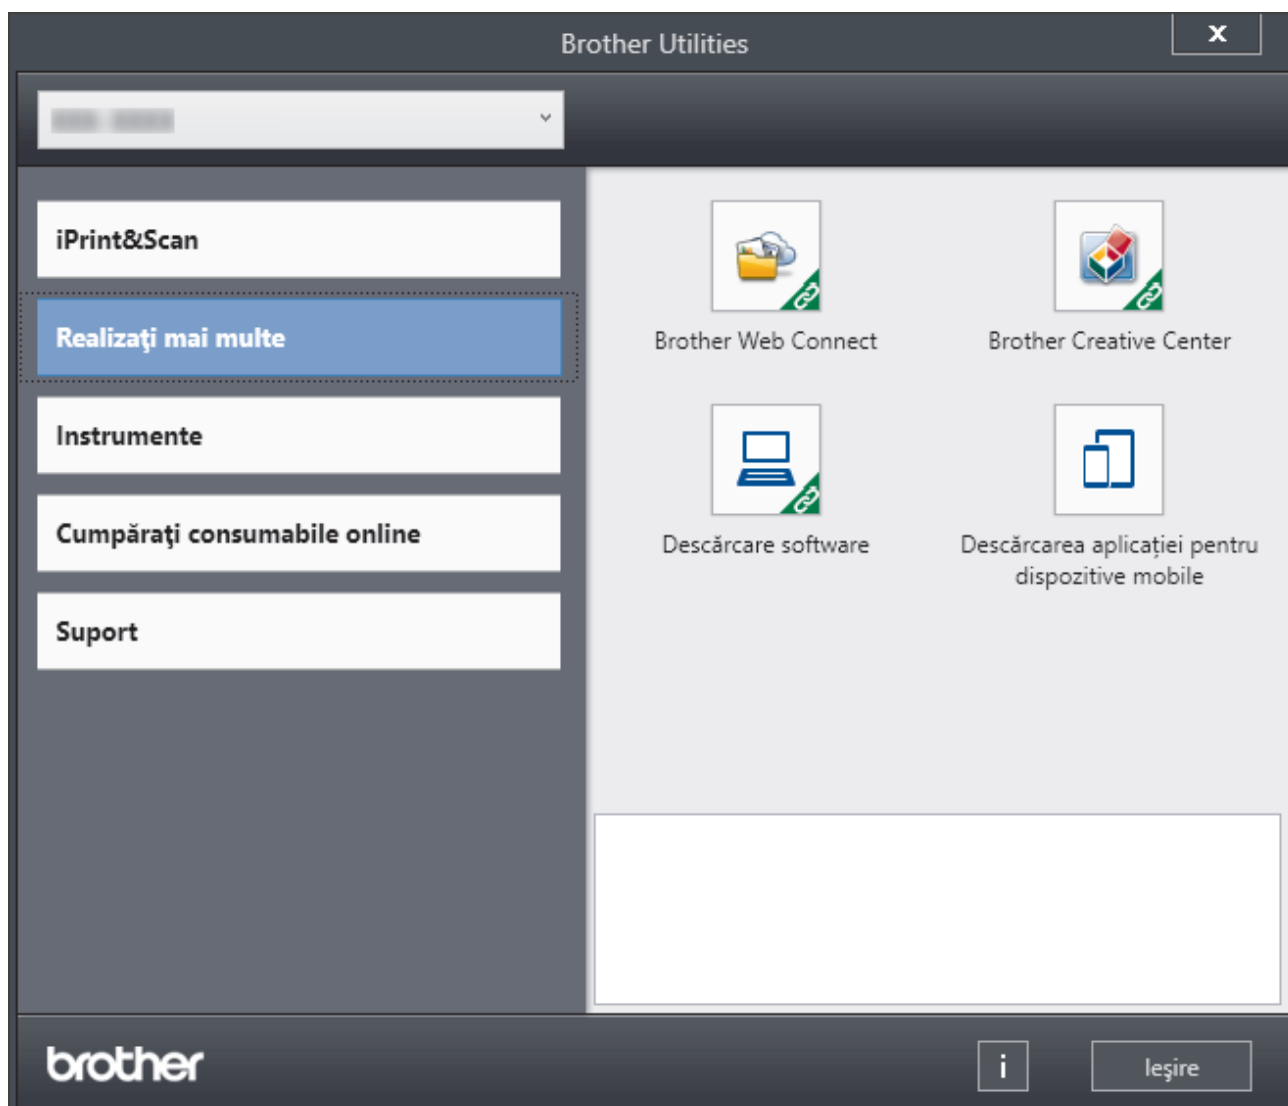 Brother Utilities
x
iPrint&Scan
Realizaţi mai multe
Instrumente
Cumpăraţi consumabile online
Suport
Brother Web Connect
Brother Creative Center
Descărcare software
Descărcarea aplicației pentru
dispozitive mobile
brother
i
Ieşire